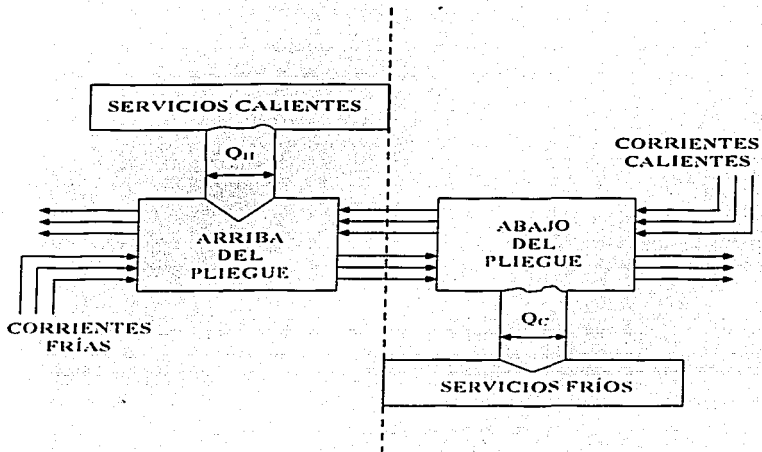 SERVICIOS CALIENTES
QH
CORRIENTES
CALIENTES
ARRIBA
DEL
PLIEGUE
ABAJO
DEL
PLIEGUE
CORRIENTES
FRÍAS
QC
SERVICIOS FRÍOS